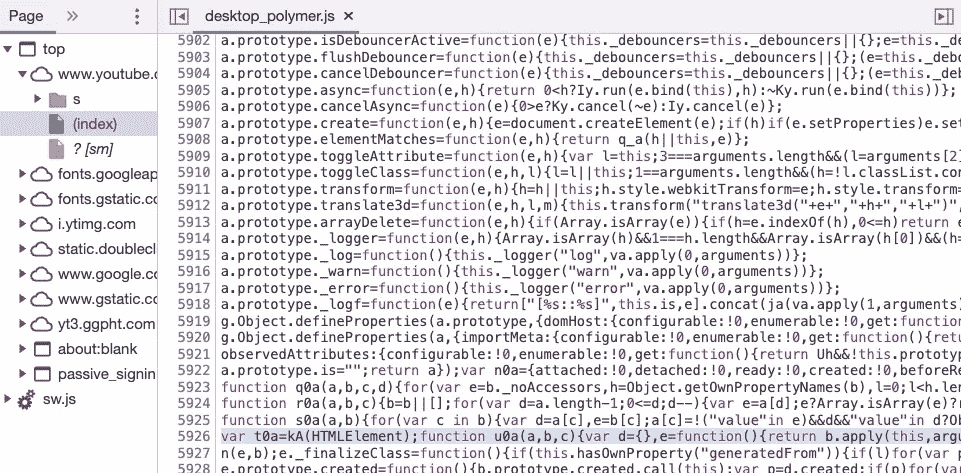 Page
top
www.youtube.c
s
(index)
? [sm]
fonts.googleap
fonts.gstatic.c
i.ytimg.com
static.doublecl
www.google.cc
www.gstatic.cc
yt3.ggpht.com
about:blank
passive_signin
sw.js
desktop_polymer.js ×
5902 a.prototype.isDebouncerActive=function(e){this._debouncers=this._debouncers||{};e=this._de
5903 a.prototype.flushDebouncer=function(e){this._debouncers=this._debouncers||{};(e=this._deb
5904 a.prototype.cancelDebouncer=function(e){this._debouncers=this._debouncers||{};(e=this._de
5905 a.prototype.async=function(e,h){return 0<h?Iy.run(e.bind(this),h):~Ky.run(e.bind(this))};
5906 a.prototype.cancelAsync=function(e){0>e?Ky.cancel(~e):Iy.cancel(e)};
5907 a.prototype.create=function(e,h){e=document.createElement(e);if(h)if(e.setProperties)e.set
5908 a.prototype.elementMatches=function(e,h){return q_a(h||this,e)};
5909 a.prototype.toggleAttribute=function(e,h){var l=this;3===arguments.length&&(l=arguments[2]
5910 a.prototype.toggleClass=function(e,h,l){l=l||this;1==arguments.length&&(h=!l.classList.con
5911 a.prototype.transform=function(e,h){h=h||this;h.style.webkitTransform=e;h.style.transform=
5912 a.prototype.translate3d=function(e,h,l,m){this.transform("translate3d("+e+","+h+","+l+")",
5913 a.prototype.arrayDelete=function(e,h){if(Array.isArray(e)){if(h=e.indexOf(h),0<=h)return e
5914 a.prototype._logger=function(e,h){Array.isArray(h)&&1===h.length&&Array.isArray(h[0])&&(h=
5915 a.prototype._log=function(){this._logger("log",va.apply(0,arguments))};
5916 a.prototype._warn=function(){this._logger("warn",va.apply(0,arguments))};
5917 a.prototype._error=function(){this._logger("error",va.apply(0,arguments))};
5918 a.prototype._logf=function(e){return["[%s::%s]",this.is,e].concat(ja(va.apply(1,arguments)
5919 g.Object.defineProperties(a.prototype,{domHost:{configurable:!0,enumerable:!0,get:function
5920 g.Object.defineProperties(a,{importMeta:{configurable:!0,enumerable:!0,get:function(){retu
5921 observedAttributes:{configurable:!0,enumerable:!0,get:function(){return Uh&&!this.prototyp
5922 a.prototype.is="";return a});var n0a={attached:!0,detached:!0,ready:!0,created:!0,beforeRe
5923 function q0a(a,b,c,d){for(var e=b._noAccessors,h=Object.getOwnPropertyNames(b),l=0;l<h.len
5924 function r0a(a,b,c){b=b||[];for(var d=a.length-1;0<=d;d--){var e=a[d];e?Array.isArray(e)?r
5925 function s0a(a,b){for(var c in b){var d=a[c],e=b[c];a[c]=!("value"in e)&&d&&"value"in d?Ob
5926 var t0a=kA(HTMLElement);function u0a(a,b,c){var d={},e=function(){return b.apply(this,argu
5927 n(e,b);e._finalizeClass=function(){if(this.hasOwnProperty("generatedFrom")){if(l)for(var p
5928 e.prototype.created=function(){b.prototype.created.call(this);var p=d.created;if(p)for(var